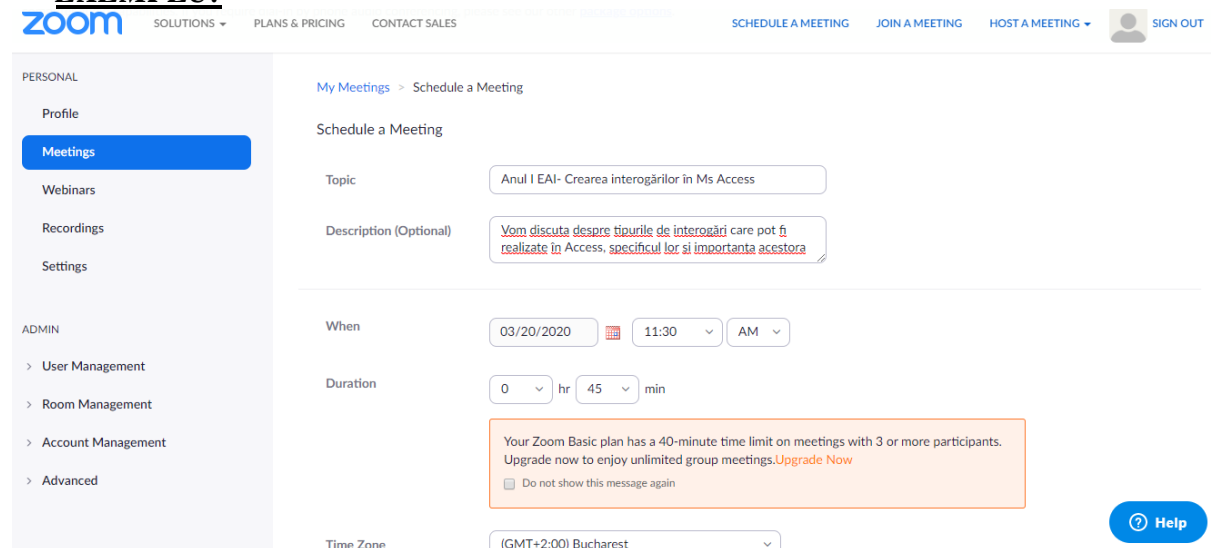 EXEMPLU:
zoom SOLUTIONS PLANS & PRICING CONTACT SALES SCHEDULE A MEETING JOIN A MEETING HOST A MEETING SIGN OUT
PERSONAL
Profile
Meetings
Webinars
Recordings
Settings
ADMIN
User Management
Room Management
Account Management
Advanced
My Meetings > Schedule a Meeting
Schedule a Meeting
Topic Anul I EAI- Crearea interogărilor în Ms Access
Description (Optional) Vom discuta despre tipurile de interogări care pot fi
realizate în Access, specificul lor și importanta acestora
When 03/20/2020 11:30 AM
Duration 0 hr 45 min
Your Zoom Basic plan has a 40-minute time limit on meetings with 3 or more participants.
Upgrade now to enjoy unlimited group meetings.Upgrade Now
Do not show this message again
Time Zone (GMT+2:00) Bucharest
Help